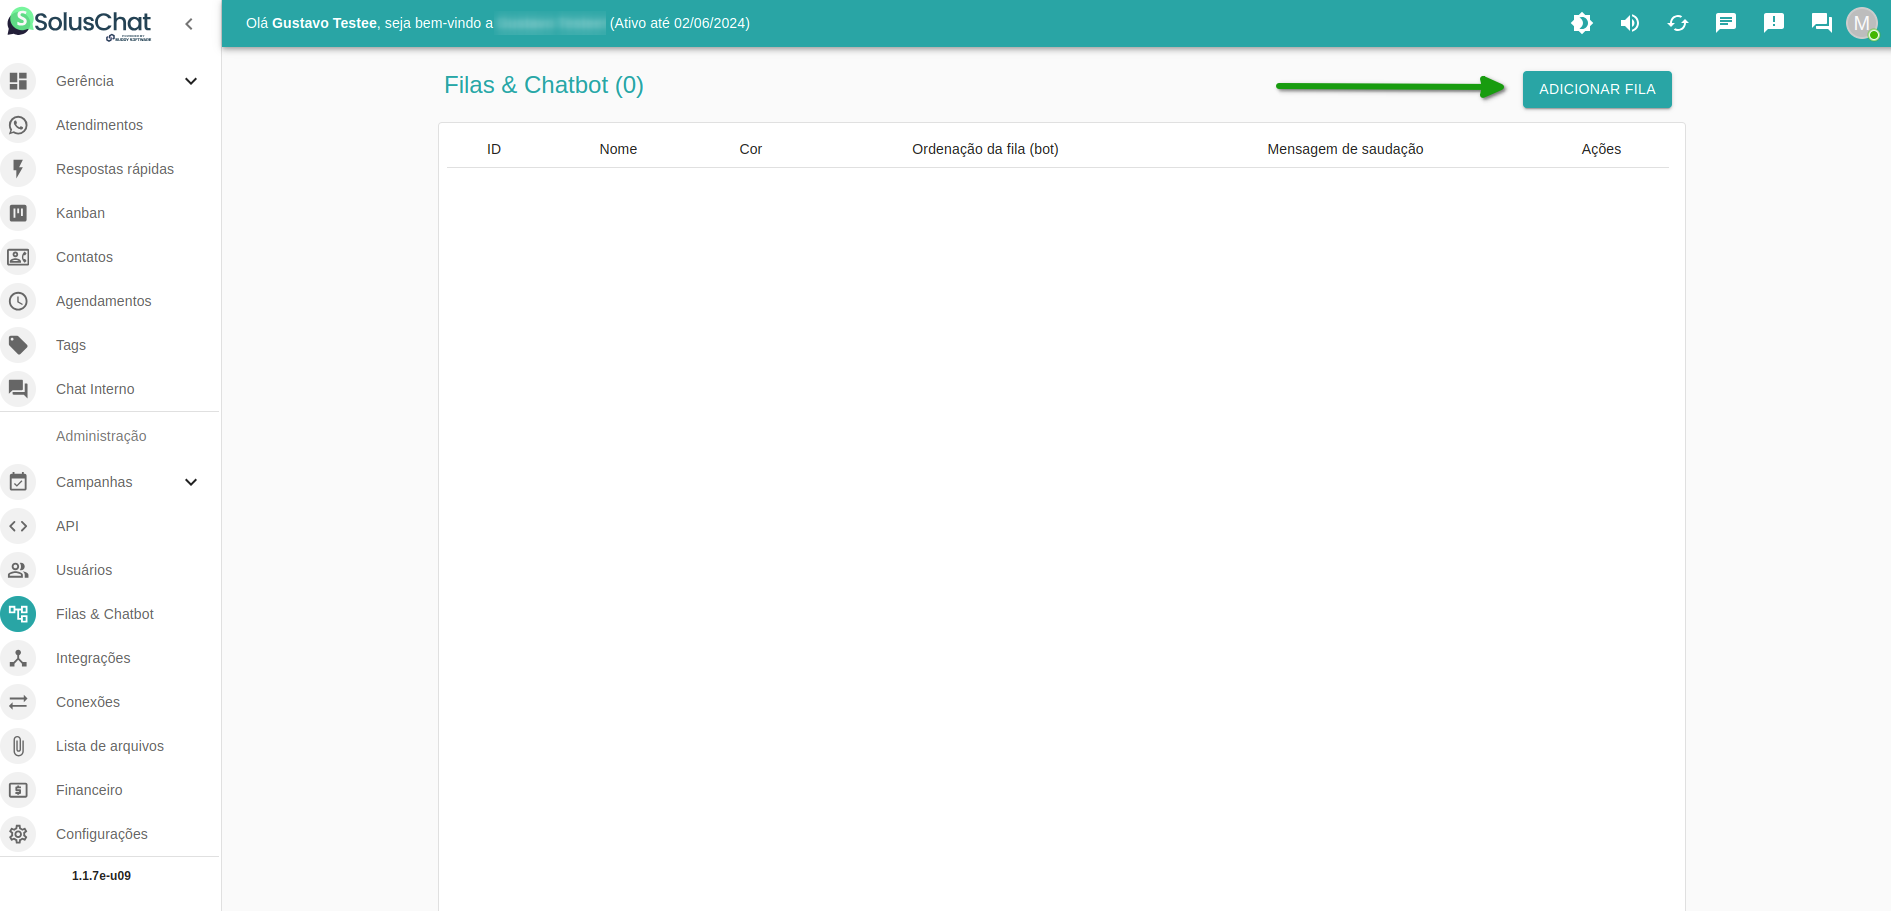 SolusChat
Olá Gustavo Testee, seja bem-vindo a (Ativo até 02/06/2024)
M
Gerência
Atendimentos
Respostas rápidas
Kanban
Contatos
Agendamentos
Tags
Chat Interno
Administração
Campanhas
API
Usuários
Filas & Chatbot
Integrações
Conexões
Lista de arquivos
Financeiro
Configurações
1.1.7e-u09
Filas & Chatbot (0)
ADICIONAR FILA
ID Nome Cor Ordenação da fila (bot) Mensagem de saudação Ações